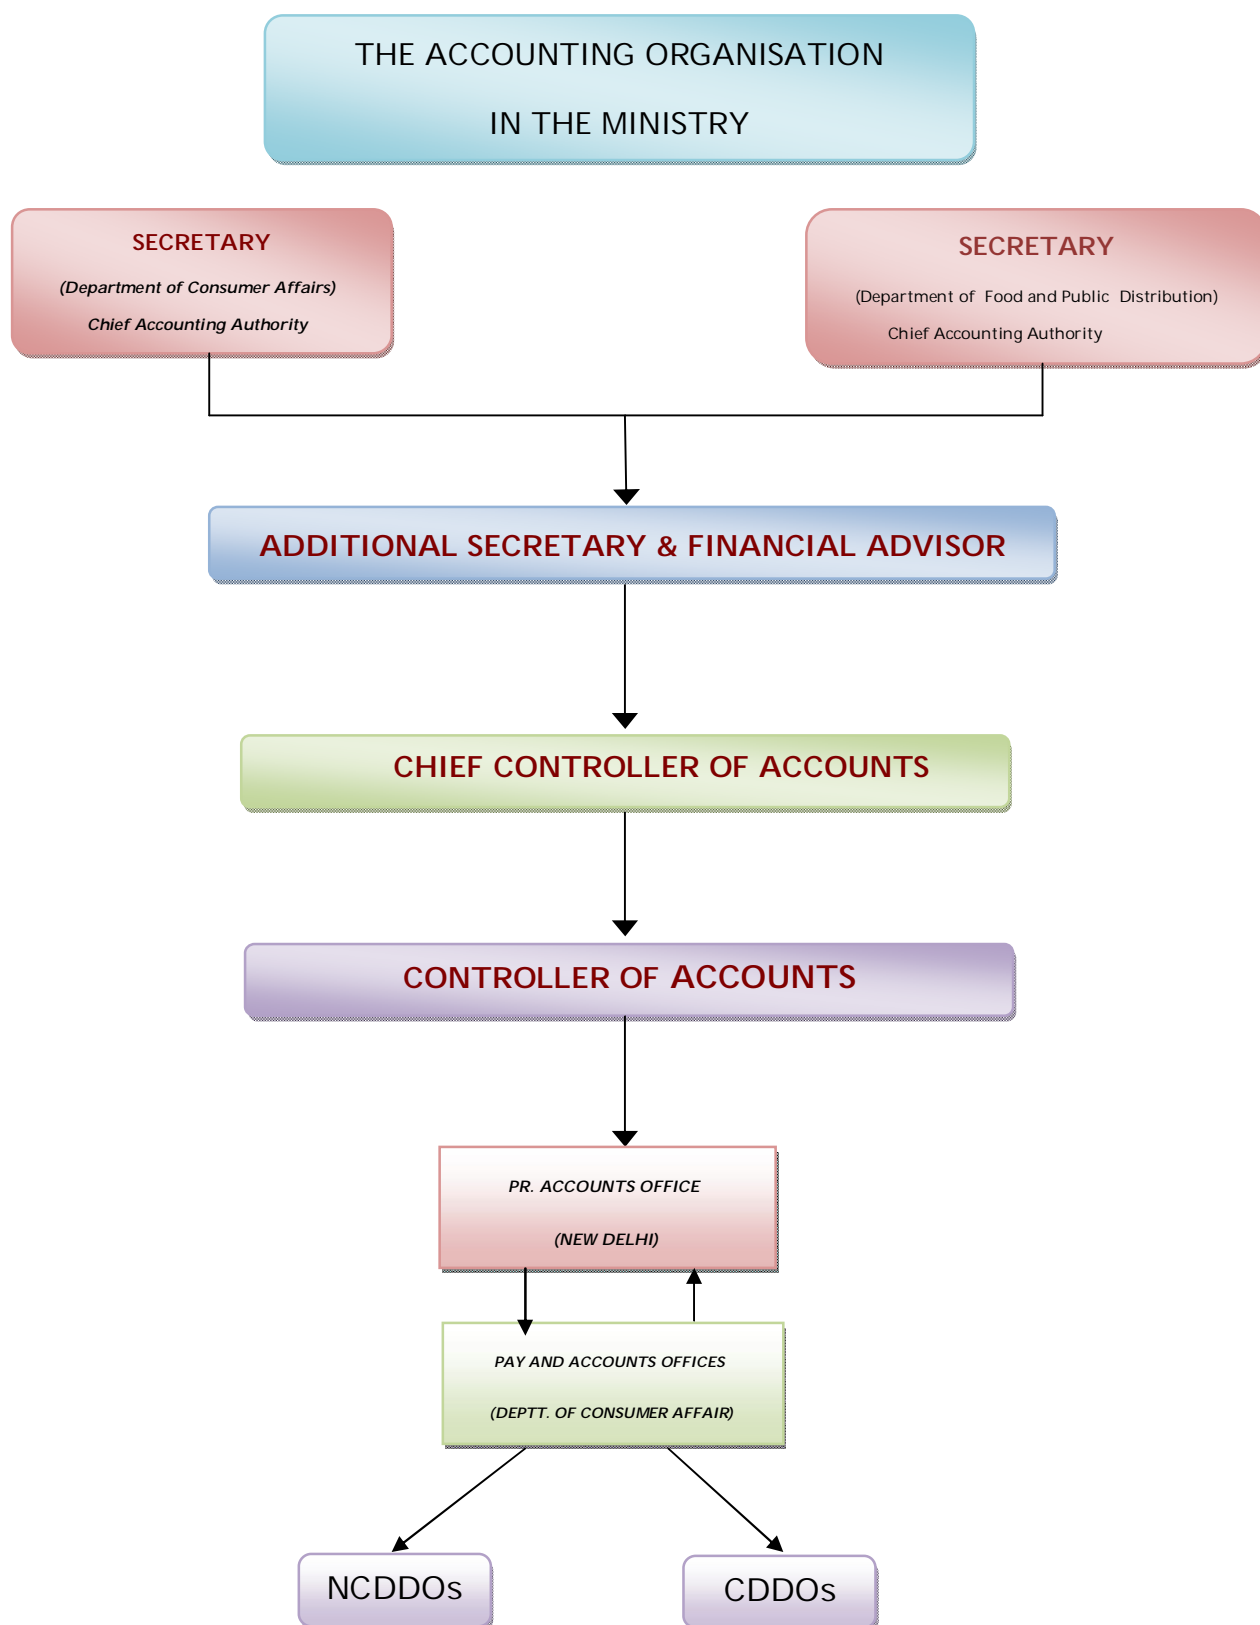 THE ACCOUNTING ORGANISATION
IN THE MINISTRY
SECRETARY
(Department of Consumer Affairs)
Chief Accounting Authority
SECRETARY
(Department of Food and Public Distribution)
Chief Accounting Authority
ADDITIONAL SECRETARY & FINANCIAL ADVISOR
CHIEF CONTROLLER OF ACCOUNTS
CONTROLLER OF ACCOUNTS
PR. ACCOUNTS OFFICE
(NEW DELHI)
PAY AND ACCOUNTS OFFICES
(DEPTT. OF CONSUMER AFFAIR)
NCDDOs
CDDOs